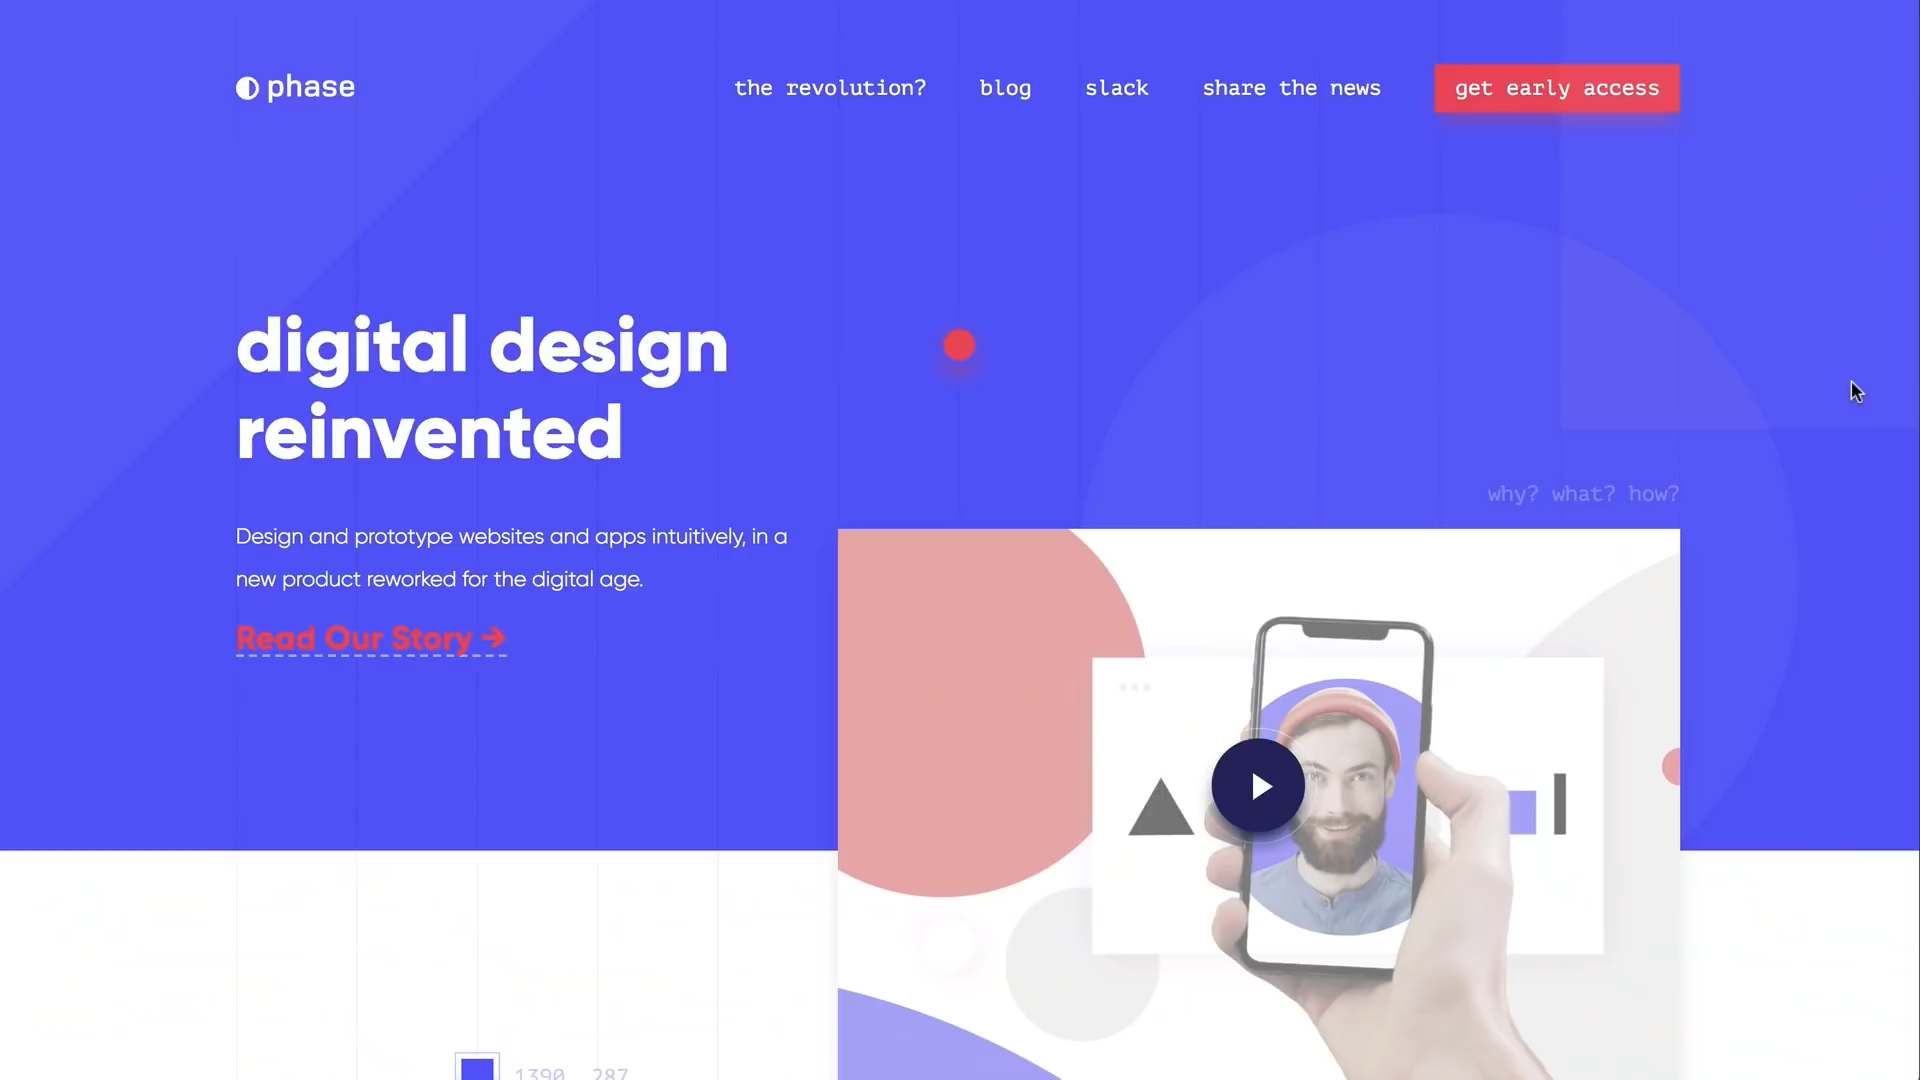 phase
the revolution?
blog
slack
share the news
get early access
digital design
reinvented
why? what? how?
Design and prototype websites and apps intuitively, in a
new product reworked for the digital age.
Read Our Story →
1390 287